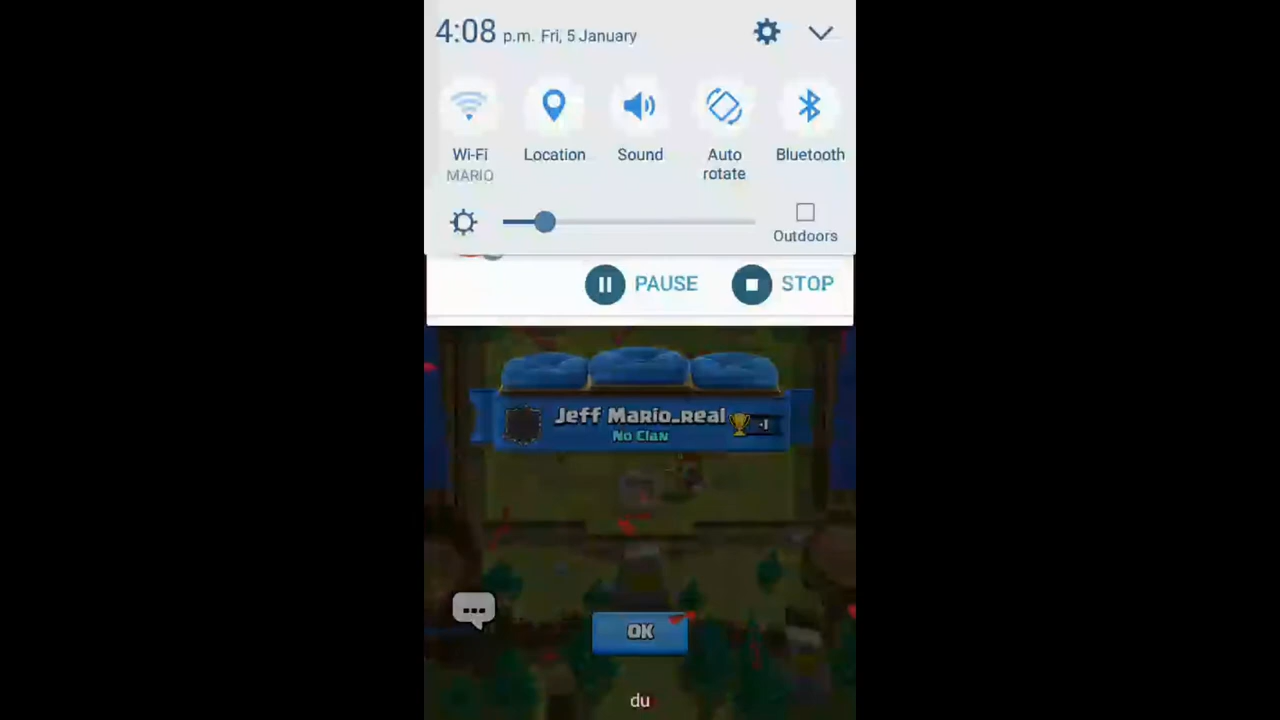 4:08 p.m. Fri, 5 January
Wi-Fi
MARIO
Location
Sound
Auto rotate
Bluetooth
Outdoors
PAUSE
STOP
Jeff Mario_real
-1
No Clan
OK
du